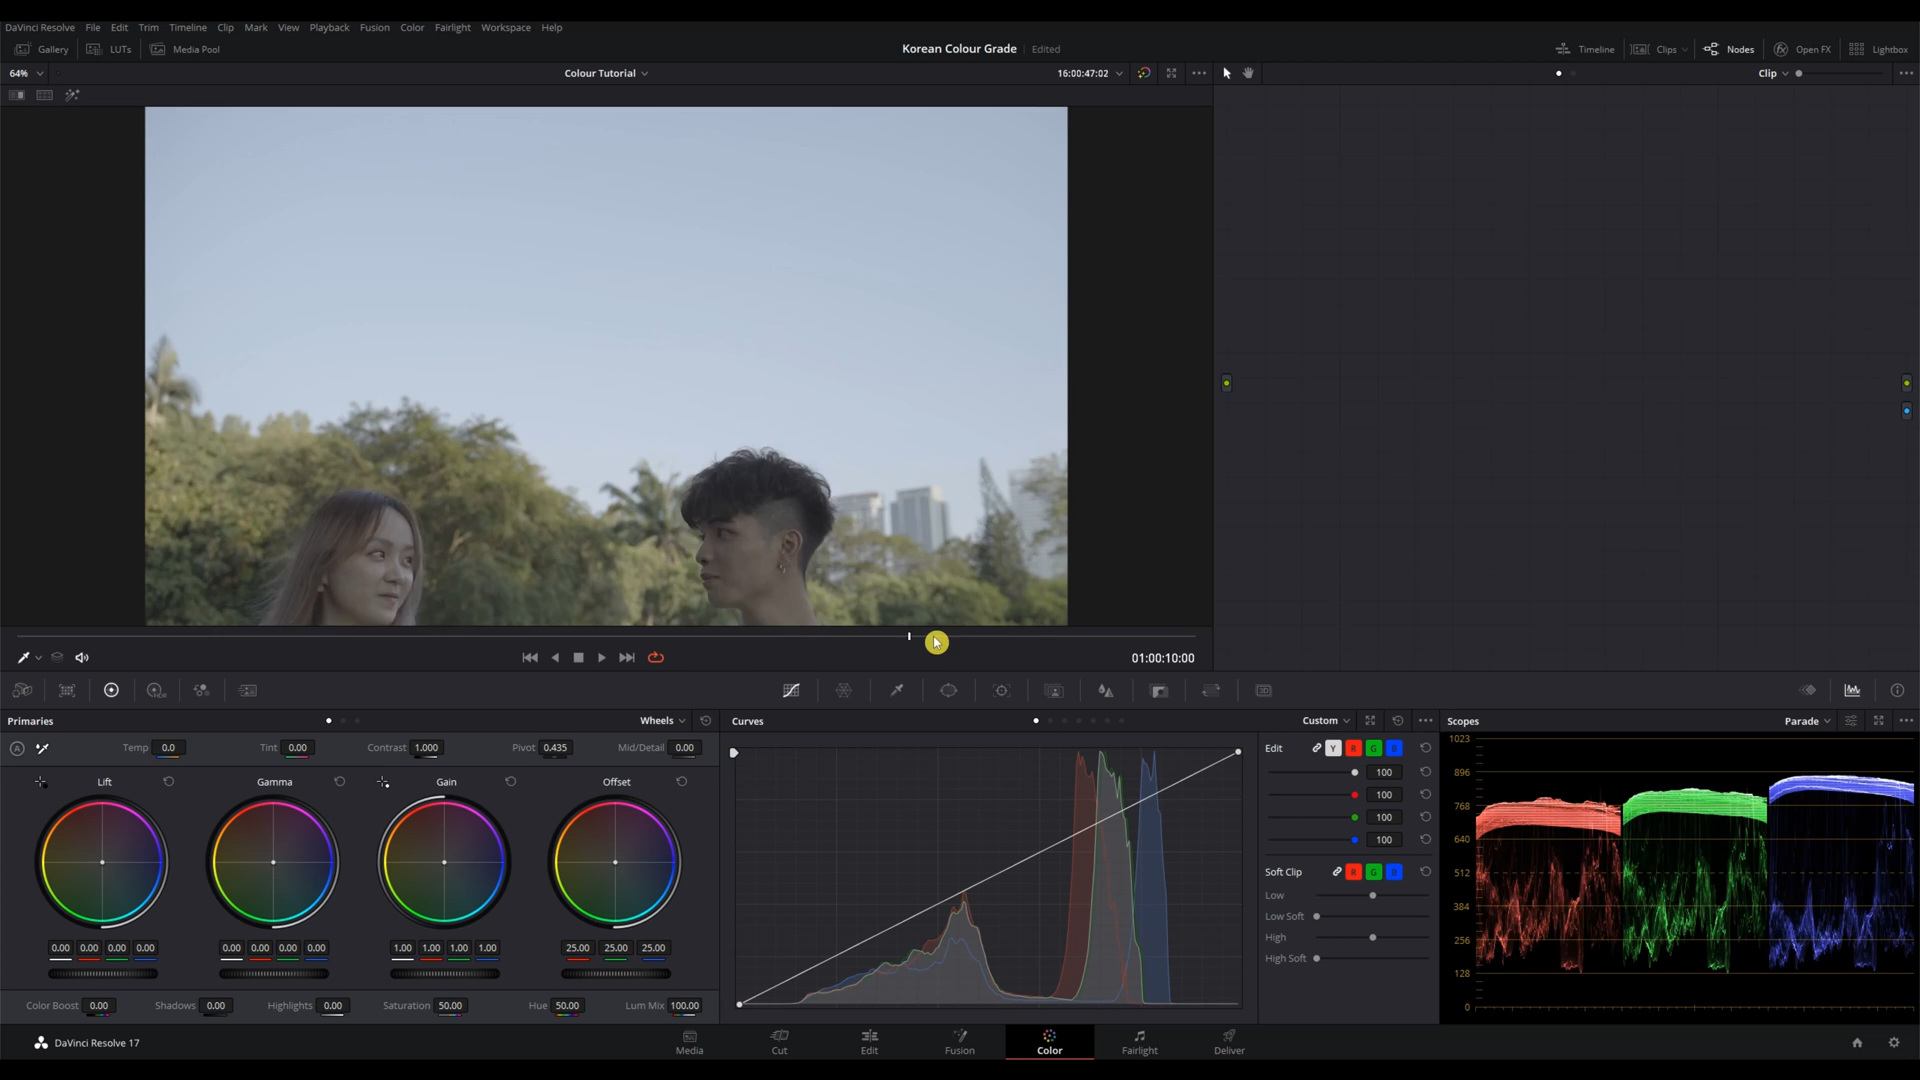 DaVinci Resolve File Edit Trim Timeline Clip Mark View Playback Fusion Color Fairlight Workspace Help
Gallery LUTs Media Pool Korean Colour Grade Edited Timeline Clips Nodes Open FX Lightbox
64% Colour Tutorial 16:00:47:02 Clip
01:00:10:00
Primaries Wheels Curves Custom Scopes Parade
A Temp 0.0 Tint 0.00 Contrast 1.000 Pivot 0.435 Mid/Detail 0.00
Lift Gamma Gain Offset
0.00 0.00 0.00 0.00 0.00 0.00 0.00 0.00 1.00 1.00 1.00 1.00 25.00 25.00 25.00
Color Boost 0.00 Shadows 0.00 Highlights 0.00 Saturation 50.00 Hue 50.00 Lum Mix 100.00
Edit Y R G B
100
100
100
100
Soft Clip R G B
Low
Low Soft
High
High Soft
1023
896
768
640
512
384
256
128
0
DaVinci Resolve 17
Media Cut Edit Fusion Color Fairlight Deliver